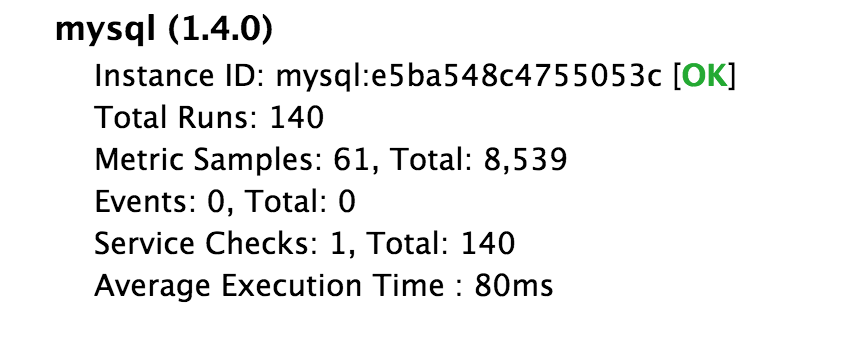 mysql (1.4.0)
Instance ID: mysql:e5ba548c4755053c [OK]
Total Runs: 140
Metric Samples: 61, Total: 8,539
Events: 0, Total: 0
Service Checks: 1, Total: 140
Average Execution Time : 80ms